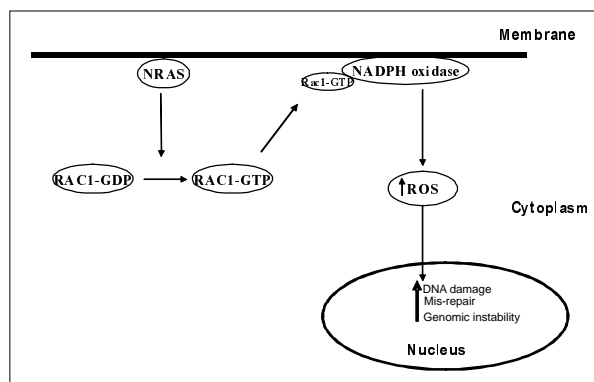 Membrane
NRAS
NADPH oxidase
Rac1-GTP
RAC1-GDP
RAC1-GTP
ROS
Cytoplasm
DNA damage
Mis-repair
Genomic instability
Nucleus